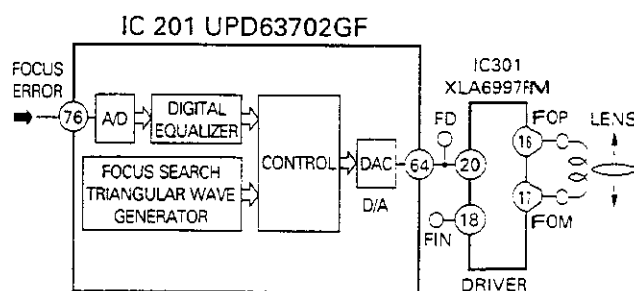 IC 201 UPD63702GF
FOCUS
ERROR
76
A/D
DIGITAL
EQUALIZER
FOCUS SEARCH
TRIANGULAR WAVE
GENERATOR
CONTROL
DAC
D/A
64
FD
20
18
FIN
IC301
XLA6997FM
16
17
FOP
FOM
LENS
DRIVER